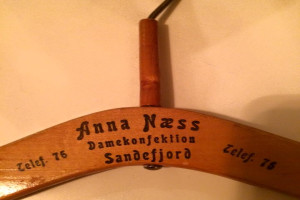 Anna Næss
Damekonfektion
Telef. 76 Sandefjord Telef. 76